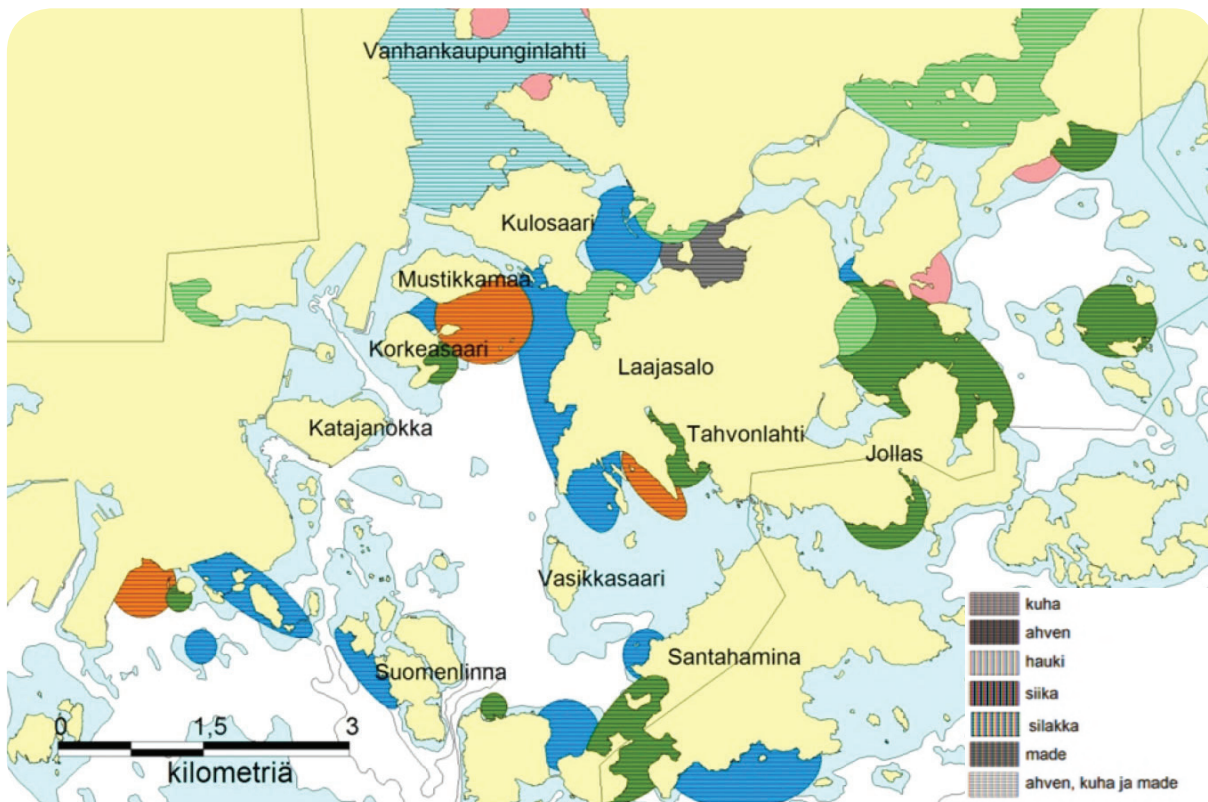 Vanhankaupunginlahti
Kulosaari
Mustikkamaa
Korkeasaari
Laajasalo
Katajanokka
Tahvonlahti
Jollas
Vasikkasaari
Santahamina
Suomenlinna
0 1,5 3
kilometriä
kuha
ahven
hauki
siika
silakka
made
ahven, kuha ja made